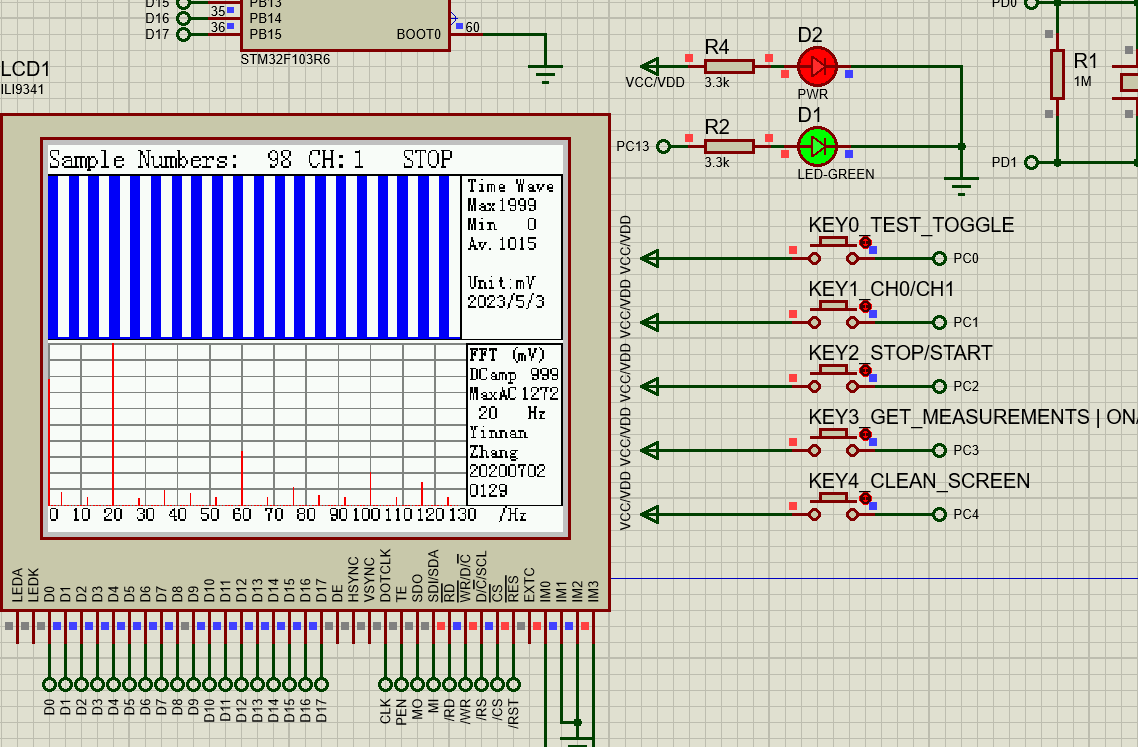 D15
PB13
D16
35
PB14
D17
36
PB15
BOOT0
60
STM32F103R6
LCD1
ILI9341
Sample Numbers: 98 CH:1 STOP
Time Wave
Max1999
Min 0
Av.1015
Unit:mV
2023/5/3
FFT (mV)
DCamp 999
MaxAC1272
20 Hz
Yinnan
Zhang
20200702
0129
0 10 20 30 40 50 60 70 80 90 100 110 120 130 /Hz
LEDA
LEDK
D0
D1
D2
D3
D4
D5
D6
D7
D8
D9
D10
D11
D12
D13
D14
D15
D16
D17
DE
HSYNC
VSYNC
DOTCLK
TE
SDO
SDI/SDA
RD
WR/D/C
D/C/SCL
CS
RES
EXTC
IM0
IM1
IM2
IM3
D0
D1
D2
D3
D4
D5
D6
D7
D8
D9
D10
D11
D12
D13
D14
D15
D16
D17
CLK
PEN
MO
MI
/RD
/WR
/RS
/CS
/RST
VCC/VDD
R4
3.3k
D2
PWR
PC13
R2
3.3k
D1
LED-GREEN
PD0
R1
1M
PD1
VCC/VDD
KEY0_TEST_TOGGLE
PC0
VCC/VDD
KEY1_CH0/CH1
PC1
VCC/VDD
KEY2_STOP/START
PC2
VCC/VDD
KEY3_GET_MEASUREMENTS | ON/
PC3
VCC/VDD
KEY4_CLEAN_SCREEN
PC4